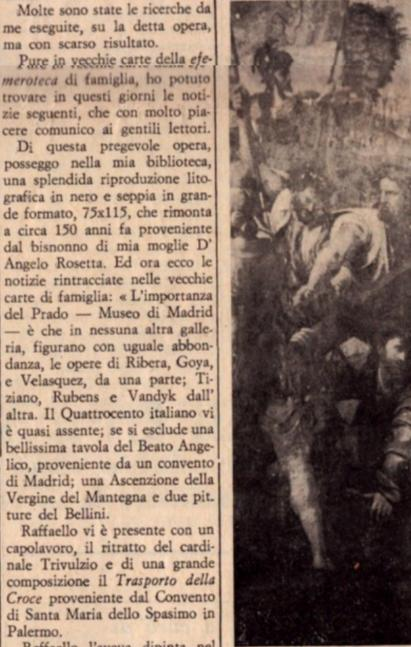 Molte sono state le ricerche da
me eseguite, su la detta opera,
ma con scarso risultato.
Pure in vecchie carte della efe-
meroteca di famiglia, ho potuto
trovare in questi giorni le noti-
zie seguenti, che con molto pia-
cere comunico ai gentili lettori.
Di questa pregevole opera,
posseggo nella mia biblioteca,
una splendida riproduzione lito-
grafica in nero e seppia in gran-
de formato, 75x115, che rimonta
a circa 150 anni fa proveniente
dal bisnonno di mia moglie D'
Angelo Rosetta. Ed ora ecco le
notizie rintracciate nelle vecchie
carte di famiglia: « L'importanza
del Prado — Museo di Madrid
— è che in nessuna altra galle-
ria, figurano con uguale abbon-
danza, le opere di Ribera, Goya,
e Velasquez, da una parte; Ti-
ziano, Rubens e Vandyk dall'
altra. Il Quattrocento italiano vi
è quasi assente; se si esclude una
bellissima tavola del Beato Ange-
lico, proveniente da un convento
di Madrid; una Ascenzione della
Vergine del Mantegna e due pit.
ture del Bellini.
Raffaello vi è presente con un
capolavoro, il ritratto del cardi-
nale Trivulzio e di una grande
composizione il Trasporto della
Croce proveniente dal Convento
di Santa Maria dello Spasimo in
Palermo.